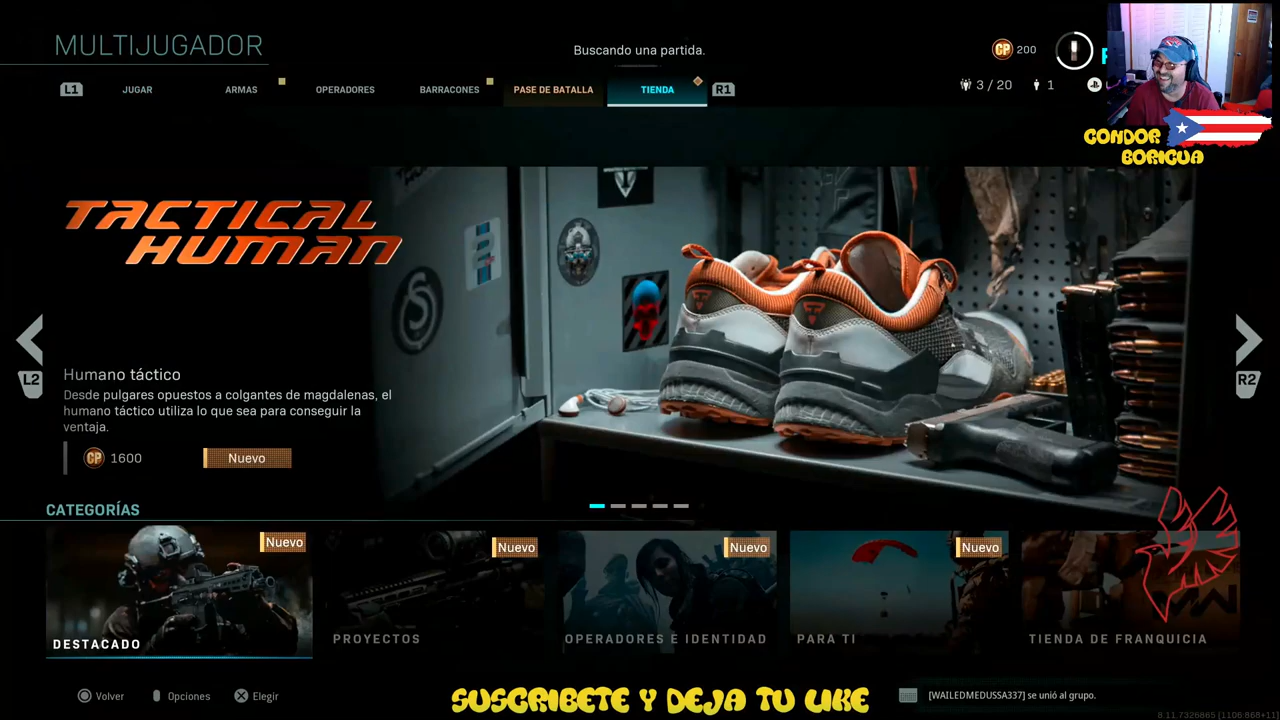 MULTIJUGADOR
Buscando una partida.
CP 200
3 / 20
1
L1
JUGAR
ARMAS
OPERADORES
BARRACONES
PASE DE BATALLA
TIENDA
R1
CONDOR
BORICUA
TACTICAL
HUMAN
L2
R2
Humano táctico
Desde pulgares opuestos a colgantes de magdalenas, el
humano táctico utiliza lo que sea para conseguir la
ventaja.
CP 1600
Nuevo
CATEGORÍAS
Nuevo
DESTACADO
Nuevo
PROYECTOS
Nuevo
OPERADORES E IDENTIDAD
Nuevo
PARA TI
TIENDA DE FRANQUICIA
Volver
Opciones
Elegir
SUSCRIBETE Y DEJA TU LIKE
[WAILEDMEDUSSA337] se unió al grupo.